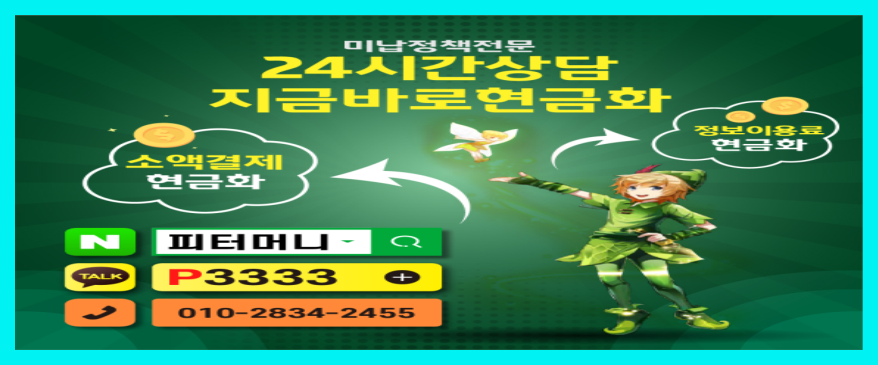 미납정책전문
24시간상담
지금바로현금화
소액결제
현금화
정보이용료
현금화
N
피터머니
TALK
P3333
010-2834-2455